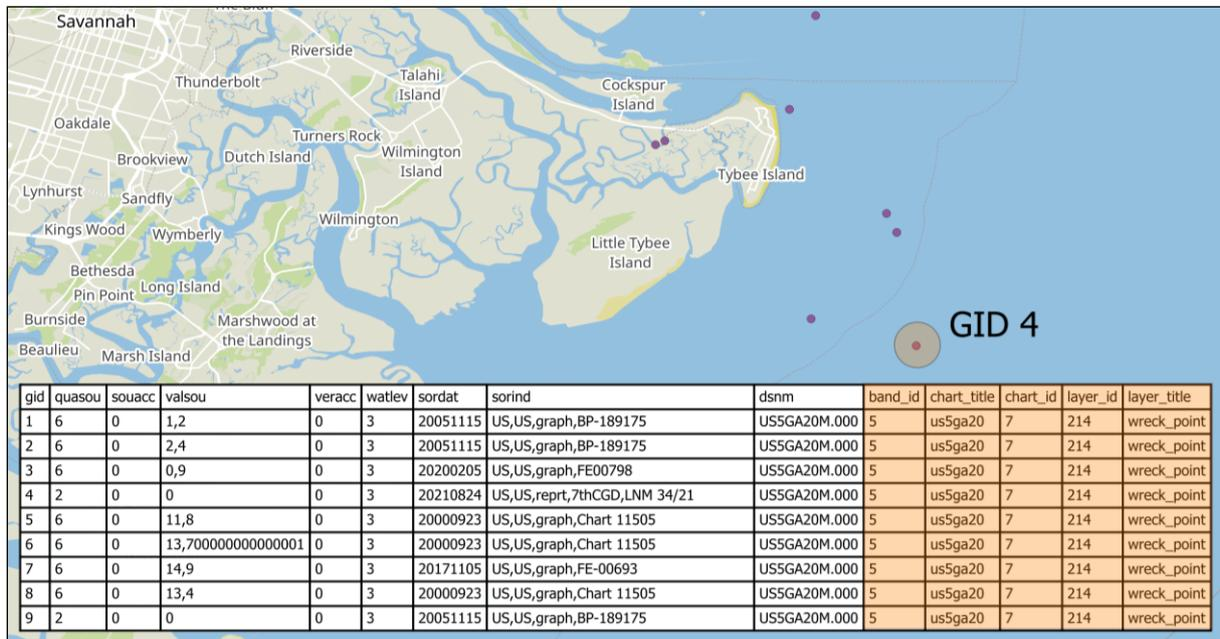 The Bluff
Savannah
Riverside
Thunderbolt
Talahi
Island
Cockspur
Island
Oakdale
Turners Rock
Brookview
Dutch Island
Wilmington
Island
Tybee Island
Lynhurst
Sandfly
Kings Wood
Wymberly
Wilmington
Little Tybee
Island
Bethesda
Pin Point
Long Island
Burnside
Marshwood at
the Landings
Beaulieu
Marsh Island
GID 4
gid quasou souacc valsou veracc watlev sordat sorind dsnm band_id chart_title chart_id layer_id layer_title
1 6 0 1,2 0 3 20051115 US,US,graph,BP-189175 US5GA20M.000 5 us5ga20 7 214 wreck_point
2 6 0 2,4 0 3 20051115 US,US,graph,BP-189175 US5GA20M.000 5 us5ga20 7 214 wreck_point
3 6 0 0,9 0 3 20200205 US,US,graph,FE00798 US5GA20M.000 5 us5ga20 7 214 wreck_point
4 2 0 0 0 3 20210824 US,US,reprt,7thCGD,LNM 34/21 US5GA20M.000 5 us5ga20 7 214 wreck_point
5 6 0 11,8 0 3 20000923 US,US,graph,Chart 11505 US5GA20M.000 5 us5ga20 7 214 wreck_point
6 6 0 13,700000000000001 0 3 20000923 US,US,graph,Chart 11505 US5GA20M.000 5 us5ga20 7 214 wreck_point
7 6 0 14,9 0 3 20171105 US,US,graph,FE-00693 US5GA20M.000 5 us5ga20 7 214 wreck_point
8 6 0 13,4 0 3 20000923 US,US,graph,Chart 11505 US5GA20M.000 5 us5ga20 7 214 wreck_point
9 2 0 0 0 3 20051115 US,US,graph,BP-189175 US5GA20M.000 5 us5ga20 7 214 wreck_point